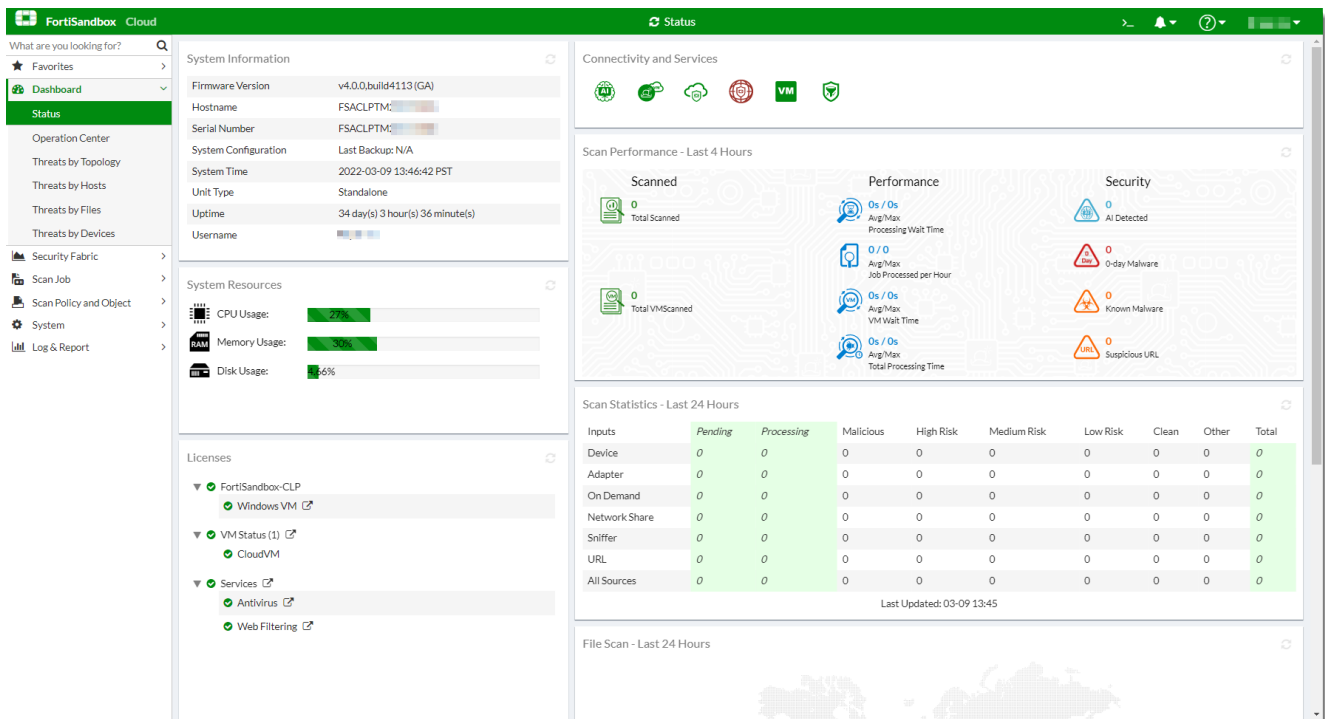 FortiSandbox Cloud
Status
>_
What are you looking for?
Favorites
Dashboard
Status
Operation Center
Threats by Topology
Threats by Hosts
Threats by Files
Threats by Devices
Security Fabric
Scan Job
Scan Policy and Object
System
Log & Report
System Information
Firmware Version v4.0.0,build4113 (GA)
Hostname FSACLPTM
Serial Number FSACLPTM
System Configuration Last Backup: N/A
System Time 2022-03-09 13:46:42 PST
Unit Type Standalone
Uptime 34 day(s) 3 hour(s) 36 minute(s)
Username
System Resources
CPU Usage: 27%
RAM Memory Usage: 30%
Disk Usage: 4.66%
Licenses
FortiSandbox-CLP
Windows VM
VM Status (1)
CloudVM
Services
Antivirus
Web Filtering
Connectivity and Services
AI
VM
Scan Performance - Last 4 Hours
Scanned Performance Security
0
Total Scanned
0s / 0s
Avg/Max
Processing Wait Time
0
AI Detected
0 / 0
Avg/Max
Job Processed per Hour
0
Day
0
0-day Malware
VM
0
Total VMScanned
VM
0s / 0s
Avg/Max
VM Wait Time
0
Known Malware
0s / 0s
Avg/Max
Total Processing Time
URL
0
Suspicious URL
Scan Statistics - Last 24 Hours
Inputs Pending Processing Malicious High Risk Medium Risk Low Risk Clean Other Total
Device 0 0 0 0 0 0 0 0 0
Adapter 0 0 0 0 0 0 0 0 0
On Demand 0 0 0 0 0 0 0 0 0
Network Share 0 0 0 0 0 0 0 0 0
Sniffer 0 0 0 0 0 0 0 0 0
URL 0 0 0 0 0 0 0 0 0
All Sources 0 0 0 0 0 0 0 0 0
Last Updated: 03-09 13:45
File Scan - Last 24 Hours